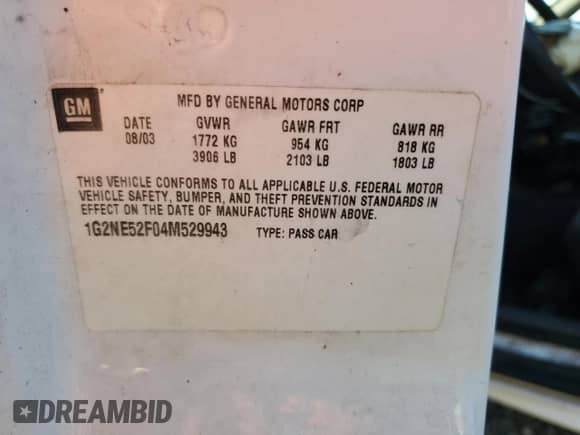 GM
MFD BY GENERAL MOTORS CORP
DATE GVWR GAWR FRT GAWR RR
08/03 1772 KG 954 KG 818 KG
3906 LB 2103 LB 1803 LB
THIS VEHICLE CONFORMS TO ALL APPLICABLE U.S. FEDERAL MOTOR
VEHICLE SAFETY, BUMPER, AND THEFT PREVENTION STANDARDS IN
EFFECT ON THE DATE OF MANUFACTURE SHOWN ABOVE.
1G2NE52F04M529943 TYPE: PASS CAR
DREAMBID